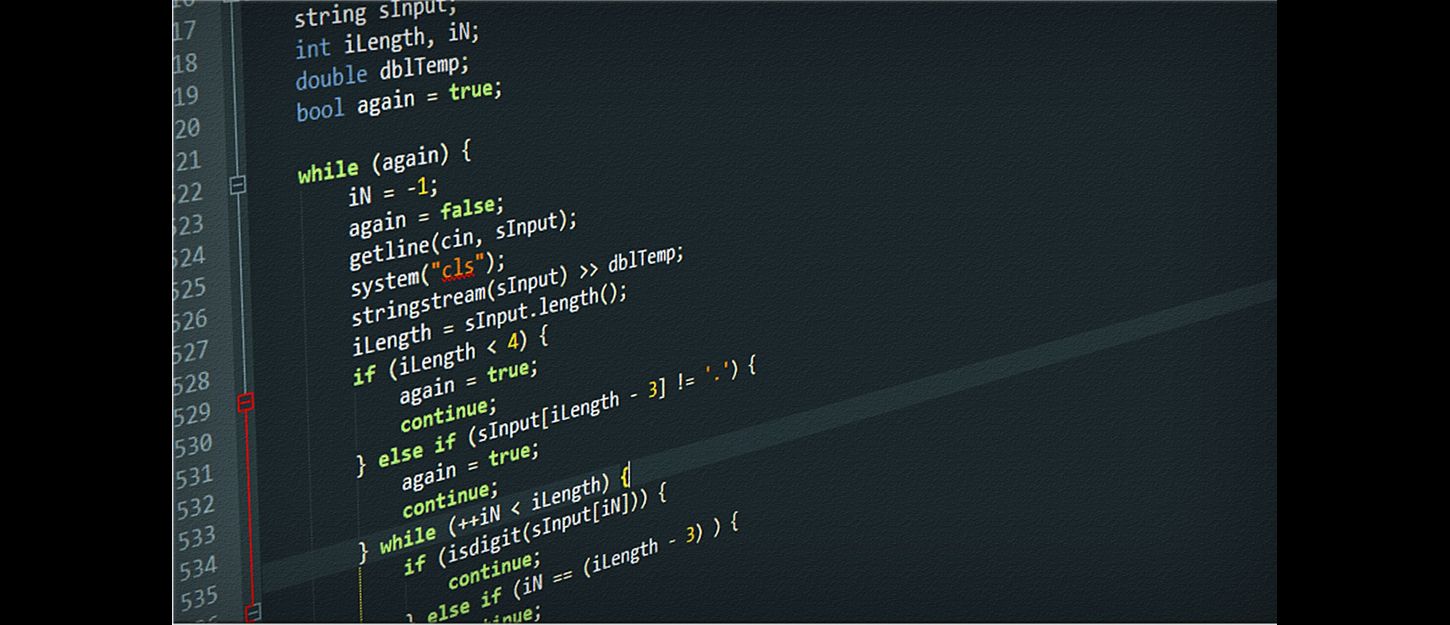 16
17 string sInput;
18 int iLength, iN;
19 double dblTemp;
20 bool again = true;
21
22 while (again) {
23 iN = -1;
524 again = false;
525 getline(cin, sInput);
526 system("cls");
527 stringstream(sInput) >> dblTemp;
528 iLength = sInput.length();
529 if (iLength < 4) {
530 again = true;
531 continue;
532 } else if (sInput[iLength - 3] != '.') {
533 again = true;
534 continue;
535 } while (++iN < iLength) {
if (isdigit(sInput[iN])) {
continue;
} else if (iN == (iLength - 3) ) {